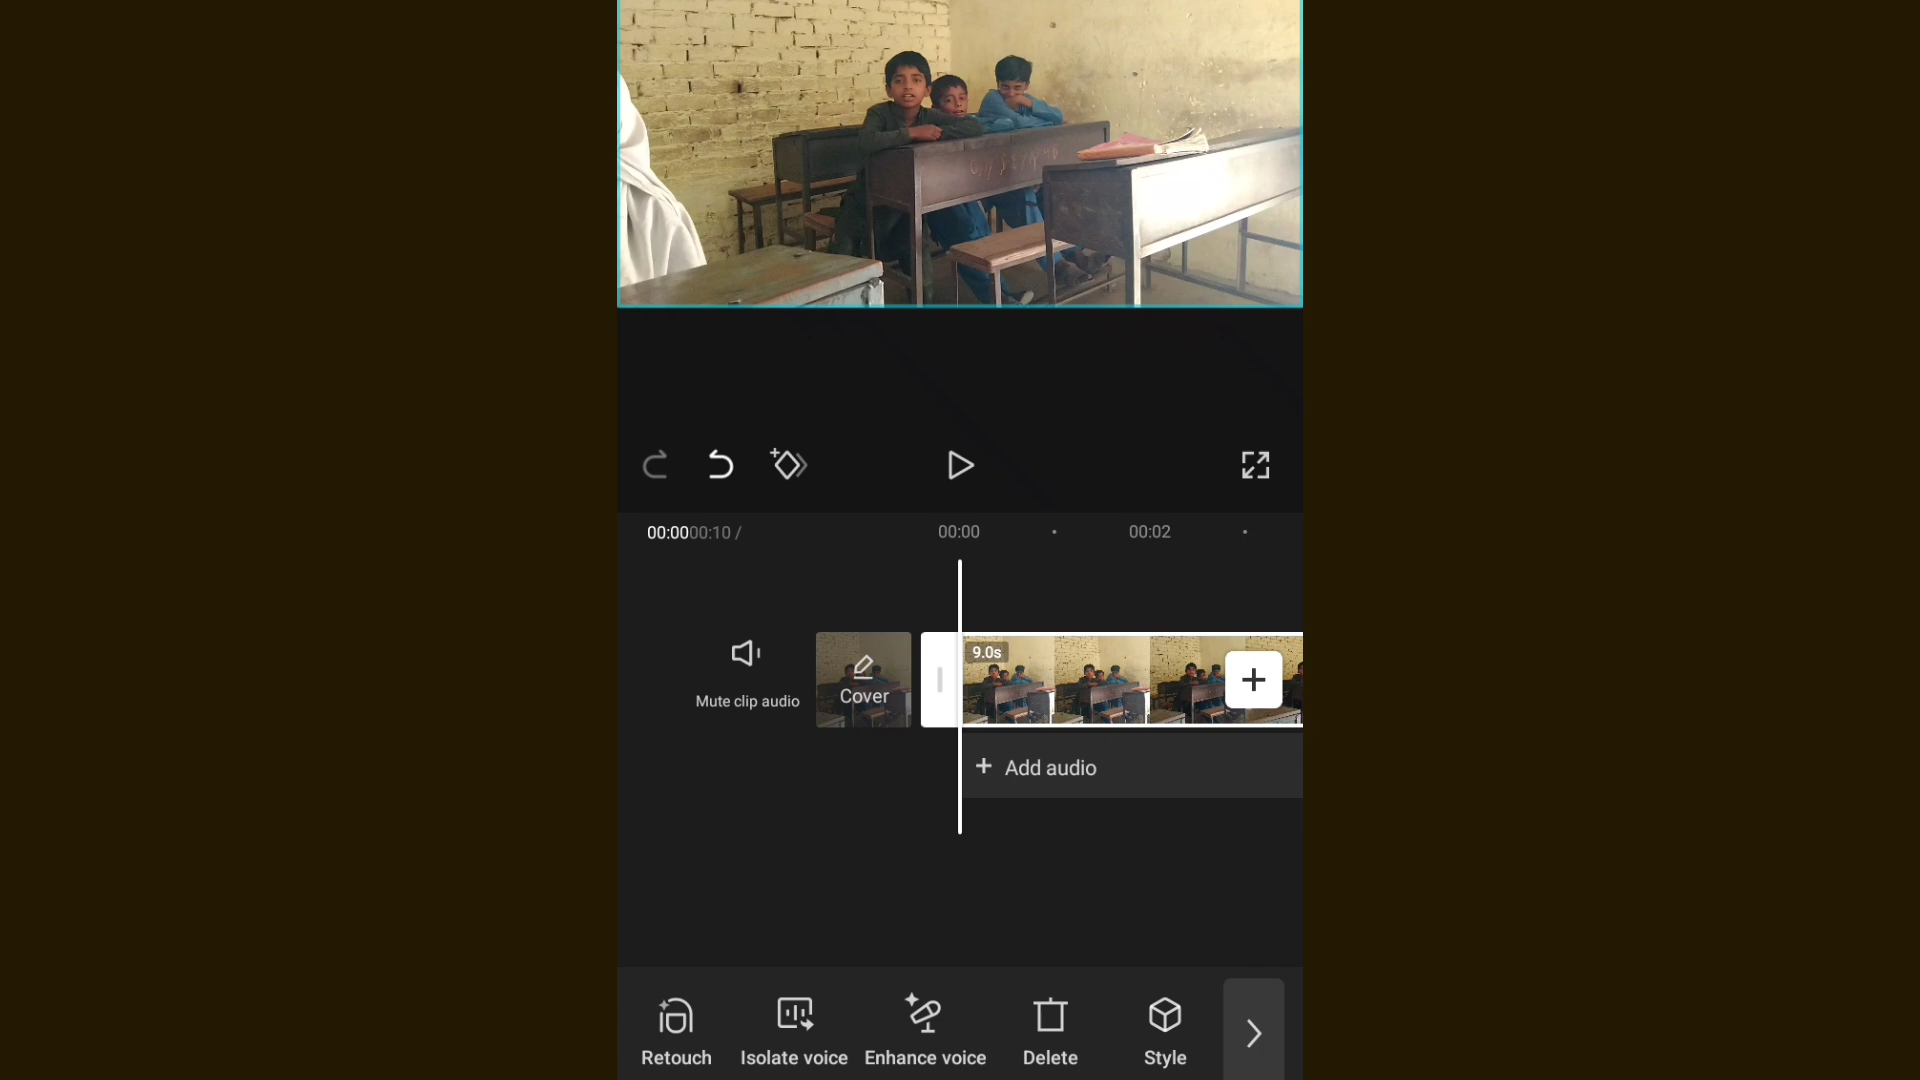 00:00 00:10 /
00:00
00:02
9.0s
Mute clip audio
Cover
Add audio
Retouch
Isolate voice
Enhance voice
Delete
Style